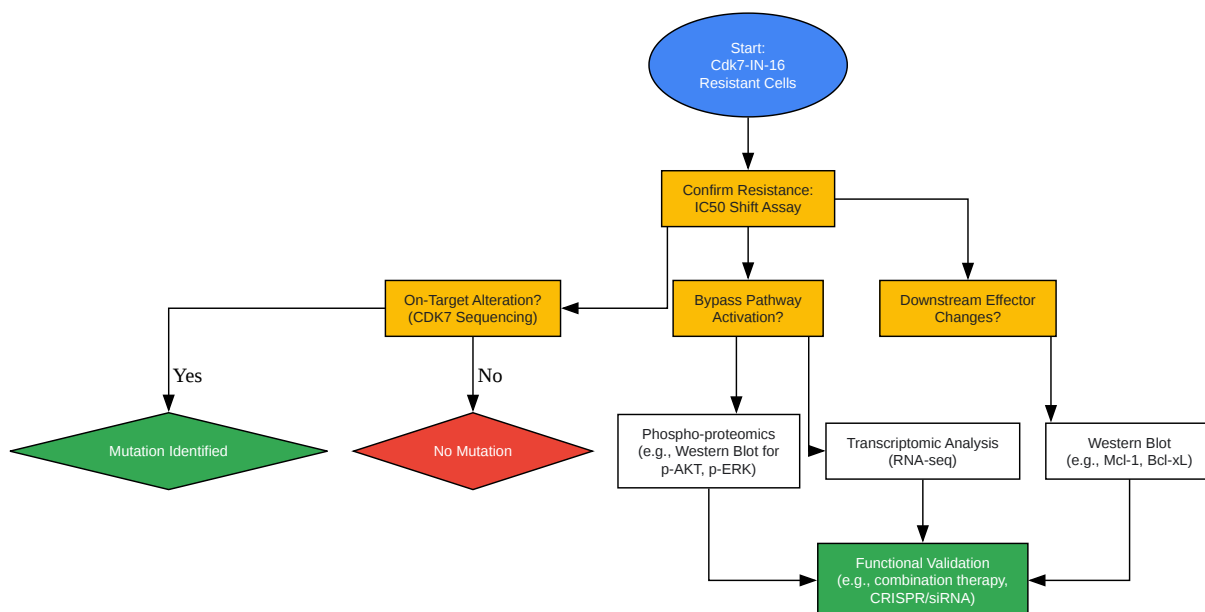 Start:
Cdk7-IN-16
Resistant Cells
Confirm Resistance:
IC50 Shift Assay
On-Target Alteration?
(CDK7 Sequencing)
Bypass Pathway
Activation?
Downstream Effector
Changes?
Yes
No
Mutation Identified
No Mutation
Phospho-proteomics
(e.g., Western Blot for
p-AKT, p-ERK)
Transcriptomic Analysis
(RNA-seq)
Western Blot
(e.g., Mcl-1, Bcl-xL)
Functional Validation
(e.g., combination therapy,
CRISPR/siRNA)